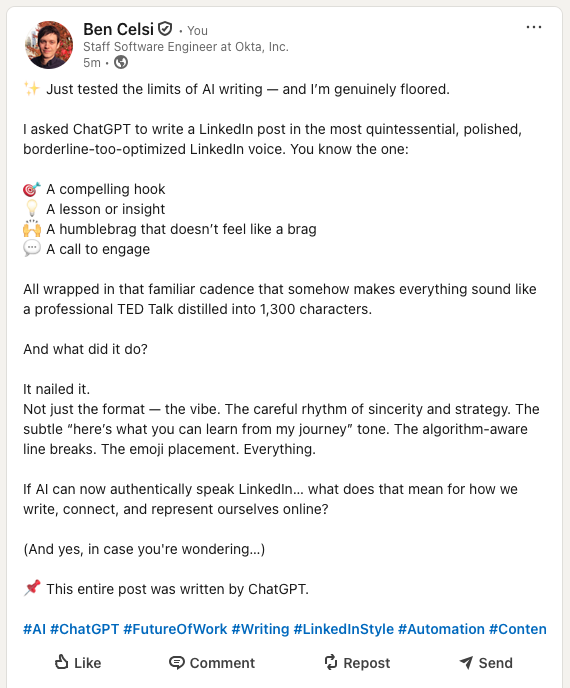 Ben Celsi • You
Staff Software Engineer at Okta, Inc.
5m •
✨ Just tested the limits of AI writing — and I’m genuinely floored.
I asked ChatGPT to write a LinkedIn post in the most quintessential, polished,
borderline-too-optimized LinkedIn voice. You know the one:
🎯 A compelling hook
💡 A lesson or insight
🙌 A humblebrag that doesn’t feel like a brag
💬 A call to engage
All wrapped in that familiar cadence that somehow makes everything sound like
a professional TED Talk distilled into 1,300 characters.
And what did it do?
It nailed it.
Not just the format — the vibe. The careful rhythm of sincerity and strategy. The
subtle “here’s what you can learn from my journey” tone. The algorithm-aware
line breaks. The emoji placement. Everything.
If AI can now authentically speak LinkedIn… what does that mean for how we
write, connect, and represent ourselves online?
(And yes, in case you're wondering…)
📌 This entire post was written by ChatGPT.
#AI #ChatGPT #FutureOfWork #Writing #LinkedInStyle #Automation #Conten
Like Comment Repost Send